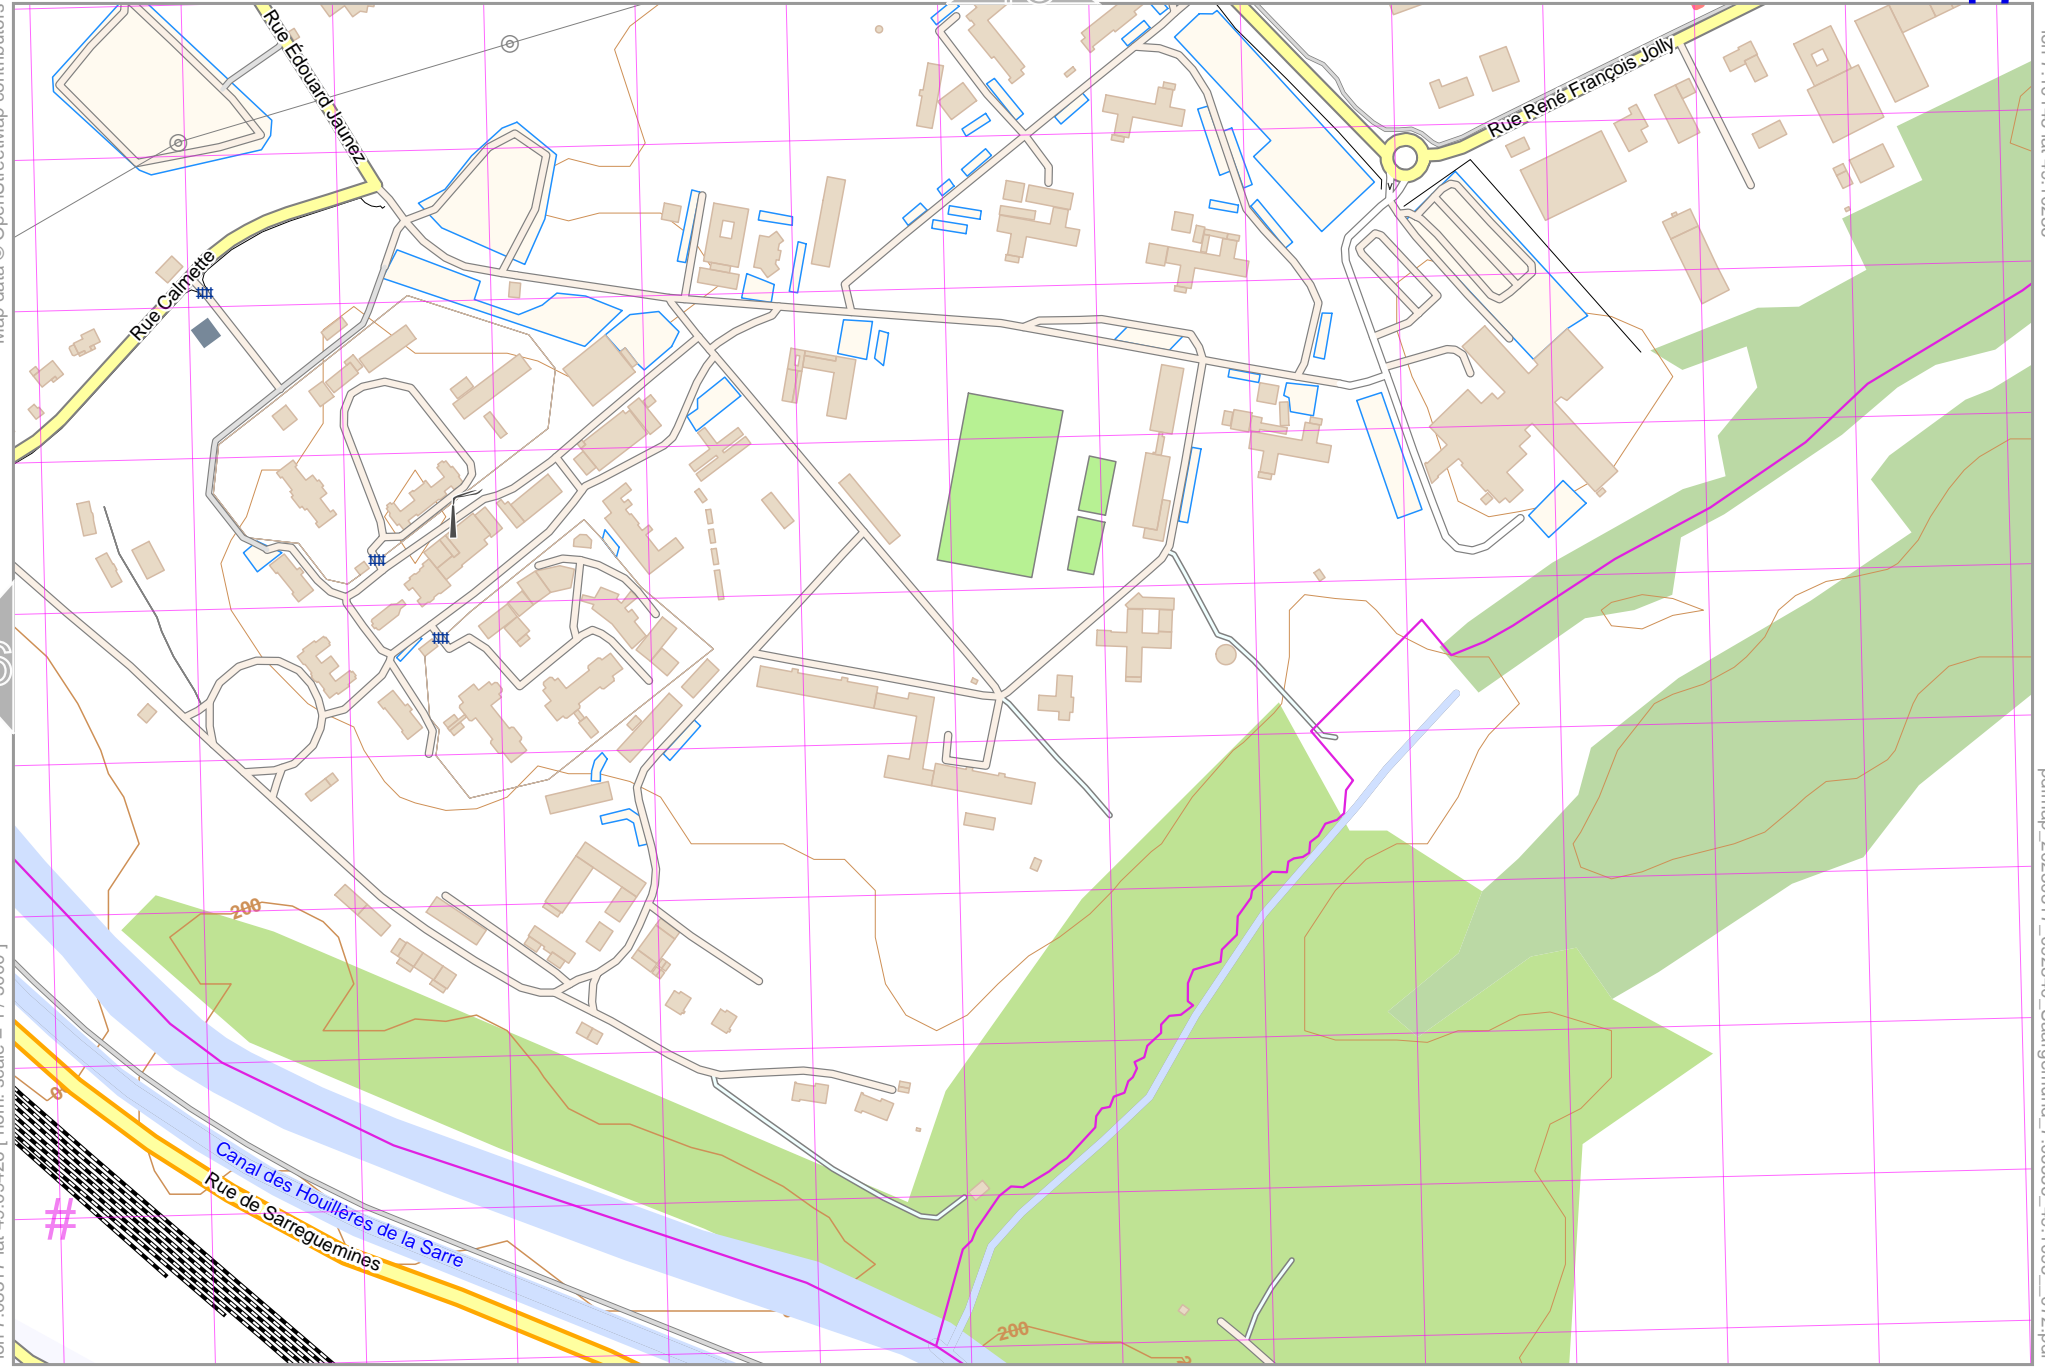 Rue Édouard Jaunez
Rue René François Jolly
Rue Calmette
200
0
Canal des Houillères de la Sarre
Rue de Sarreguemines
#
200